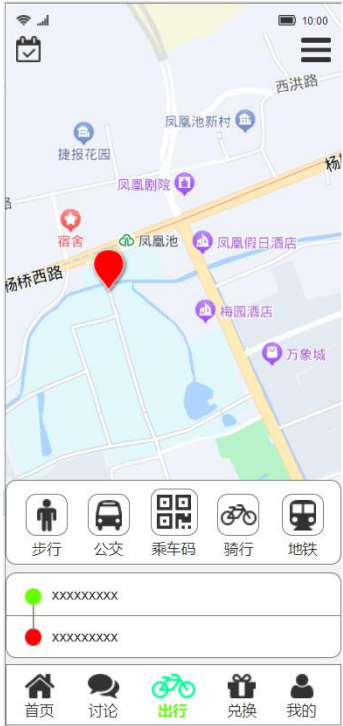 10:00
西洪路
凤凰池新村
捷报花园
杨
凤凰剧院
宿舍
凤凰池
凤凰假日酒店
杨桥西路
梅园酒店
万象城
步行 公交 乘车码 骑行 地铁
xxxxxxxxx
xxxxxxxxx
首页 讨论 出行 兑换 我的